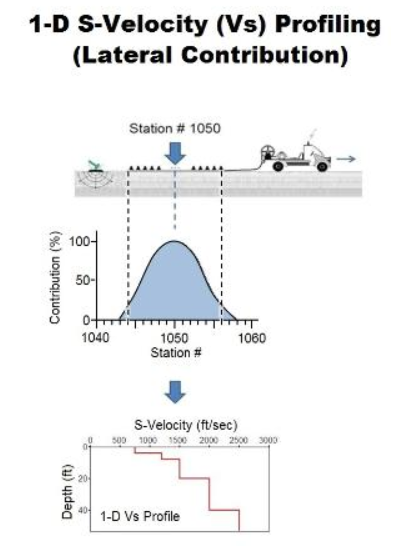 1-D S-Velocity (Vs) Profiling
(Lateral Contribution)
Station # 1050
Contribution (%)
100
50
0
1040 1050 1060
Station #
S-Velocity (ft/sec)
0 500 1000 1500 2000 2500 3000
Depth (ft)
0
20
40
1-D Vs Profile